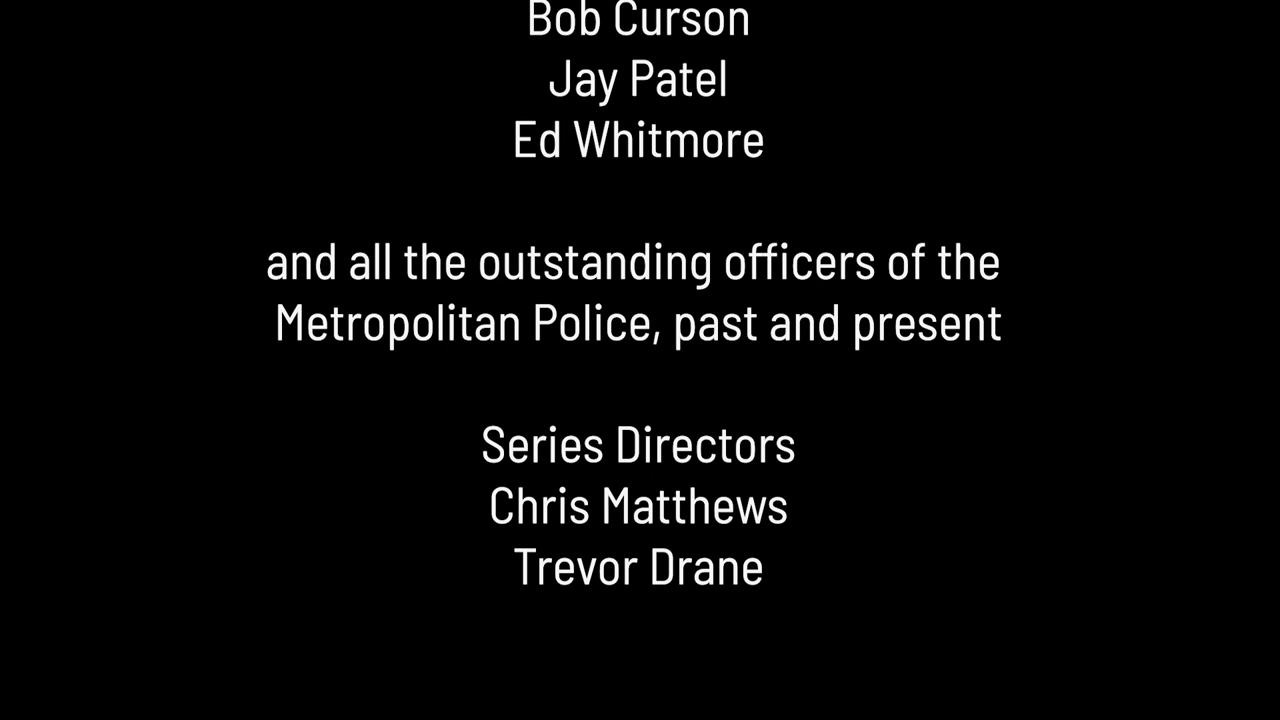 Bob Curson
Jay Patel
Ed Whitmore
and all the outstanding officers of the
Metropolitan Police, past and present
Series Directors
Chris Matthews
Trevor Drane